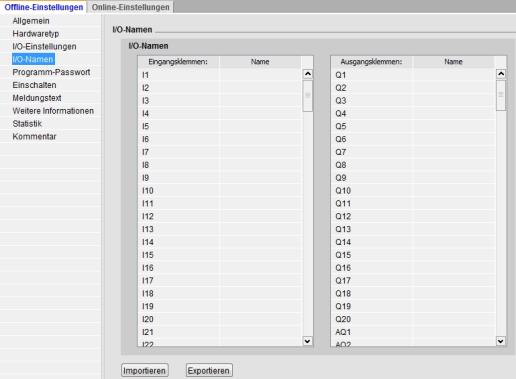 Offline-Einstellungen Online-Einstellungen
Allgemein
Hardwaretyp
I/O-Einstellungen
I/O-Namen
Programm-Passwort
Einschalten
Meldungstext
Weitere Informationen
Statistik
Kommentar
I/O-Namen
I/O-Namen
Eingangsklemmen: Name
I1
I2
I3
I4
I5
I6
I7
I8
I9
I10
I11
I12
I13
I14
I15
I16
I17
I18
I19
I20
I21
I22
Ausgangsklemmen: Name
Q1
Q2
Q3
Q4
Q5
Q6
Q7
Q8
Q9
Q10
Q11
Q12
Q13
Q14
Q15
Q16
Q17
Q18
Q19
Q20
AQ1
AQ2
Importieren Exportieren